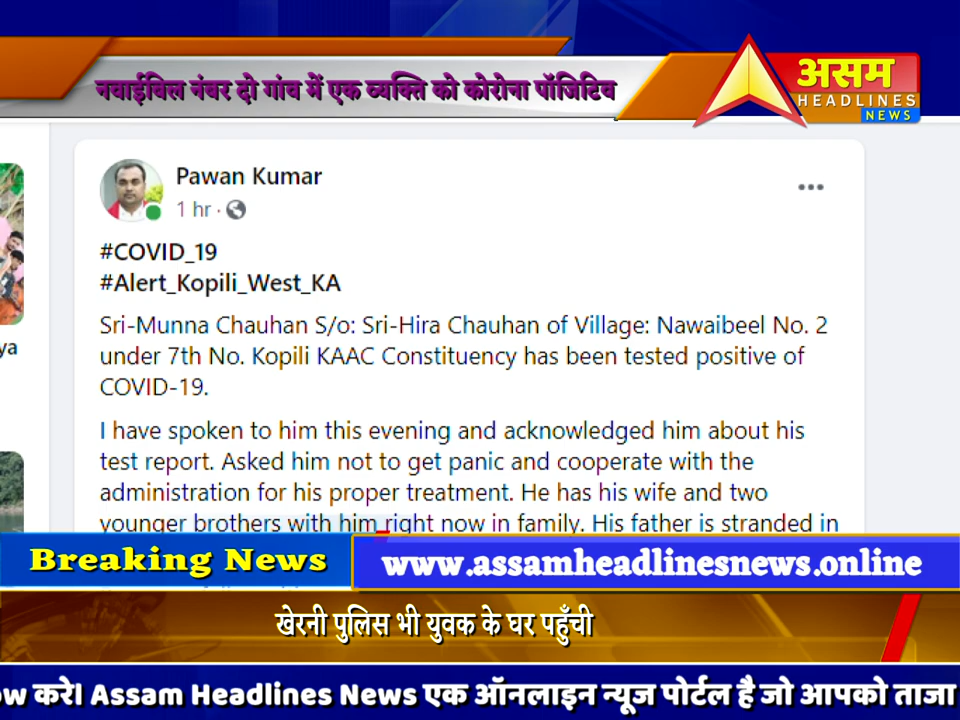 नवाईबिल नंबर दो गांव में एक व्यक्ति को कोरोना पॉजिटिव
असम
HEADLINES
NEWS
Pawan Kumar
1 hr ·
#COVID_19
#Alert_Kopili_West_KA
Sri-Munna Chauhan S/o: Sri-Hira Chauhan of Village: Nawaibeel No. 2
under 7th No. Kopili KAAC Constituency has been tested positive of
COVID-19.
I have spoken to him this evening and acknowledged him about his
test report. Asked him not to get panic and cooperate with the
administration for his proper treatment. He has his wife and two
younger brothers with him right now in family. His father is stranded in
ya
Breaking News
www.assamheadlinesnews.online
खेरनी पुलिस भी युवक के घर पहुँची
ow करे। Assam Headlines News एक ऑनलाइन न्यूज पोर्टल है जो आपको ताजा